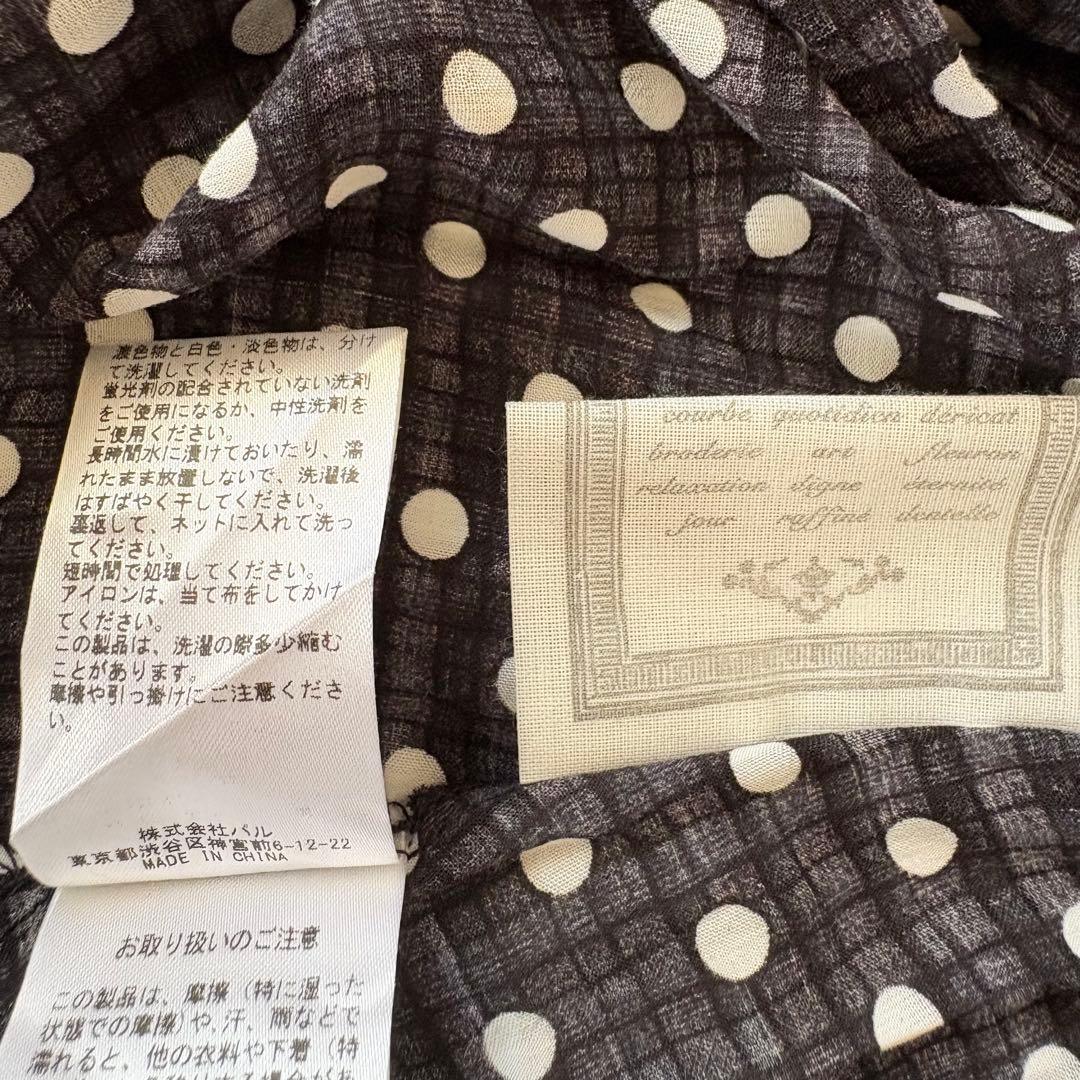 濃色物と白色・淡色物は、分け
て洗濯してください。
蛍光剤の配合されていない洗剤
をご使用になるか、中性洗剤を
ご使用ください。
長時間水に漬けておいたり、濡
れたまま放置しないで、洗濯後
はすばやく干してください。
裏返して、ネットに入れて洗っ
てください。
短時間で処理してください。
アイロンは、当て布をしてかけ
てください。
この製品は、洗濯の際多少縮む
ことがあります。
摩擦や引っ掛けにご注意くださ
い。
株式会社パル
東京都渋谷区神宮前6-12-22
MADE IN CHINA
お取り扱いのご注意
この製品は、摩擦(特に湿った
状態での摩擦)や、汗、雨などで
濡れると、他の衣料や下着(特
courbe quotidien
broderie art fleuron
relaxation digne éternité
jour raffiné dentelle